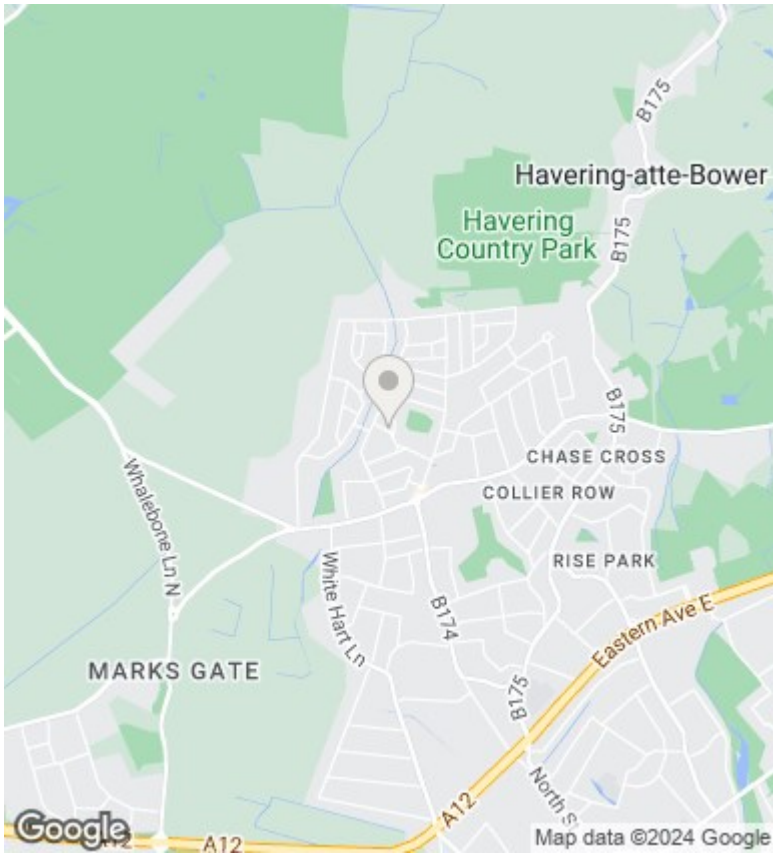 B175
Havering-atte-Bower
Havering
Country Park
B175
B175
CHASE CROSS
COLLIER ROW
Whalebone Ln N
White Hart Ln
RISE PARK
B174
Eastern Ave E
MARKS GATE
B175
North S
A12
Google
A12
A12
Map data ©2024 Google